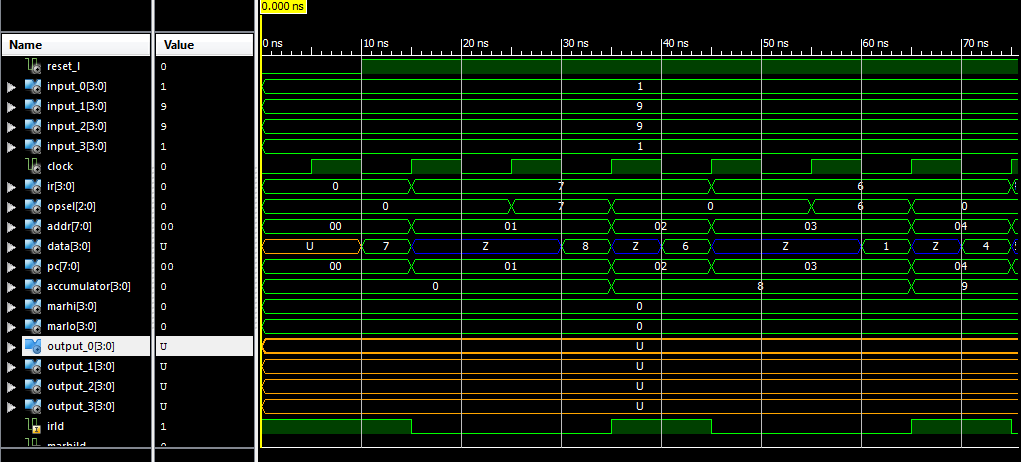 0.000 ns
Name Value 0 ns 10 ns 20 ns 30 ns 40 ns 50 ns 60 ns 70 ns
reset_l 0
input_0[3:0] 1 1
input_1[3:0] 9 9
input_2[3:0] 9 9
input_3[3:0] 1 1
clock 0
ir[3:0] 0 0 7 6
opsel[2:0] 0 0 7 0 6 0
addr[7:0] 00 00 01 02 03 04
data[3:0] U U 7 Z 8 Z 6 Z 1 Z 4
pc[7:0] 00 00 01 02 03 04
accumulator[3:0] 0 0 8 9
marhi[3:0] 0 0
marlo[3:0] 0 0
output_0[3:0] U U
output_1[3:0] U U
output_2[3:0] U U
output_3[3:0] U U
irld 1